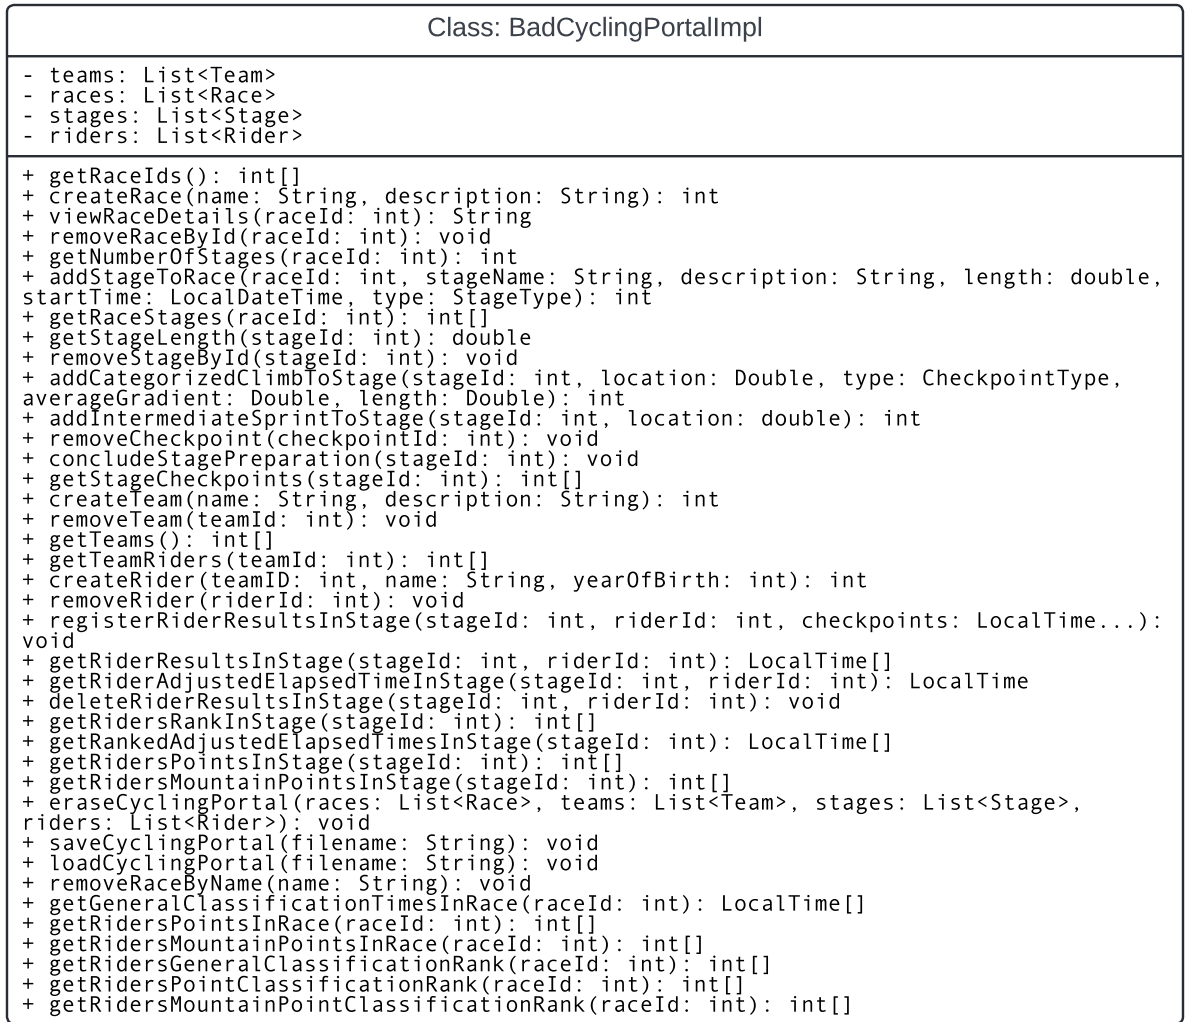 Class: BadCyclingPortalImpl
- teams: List<Team>
- races: List<Race>
- stages: List<Stage>
- riders: List<Rider>
+ getRaceIds(): int[]
+ createRace(name: String, description: String): int
+ viewRaceDetails(raceId: int): String
+ removeRaceById(raceId: int): void
+ getNumberOfStages(raceId: int): int
+ addStageToRace(raceId: int, stageName: String, description: String, length: double,
startTime: LocalDateTime, type: StageType): int
+ getRaceStages(raceId: int): int[]
+ getStageLength(stageId: int): double
+ removeStageById(stageId: int): void
+ addCategorizedClimbToStage(stageId: int, location: Double, type: CheckpointType,
averageGradient: Double, length: Double): int
+ addIntermediateSprintToStage(stageId: int, location: double): int
+ removeCheckpoint(checkpointId: int): void
+ concludeStagePreparation(stageId: int): void
+ getStageCheckpoints(stageId: int): int[]
+ createTeam(name: String, description: String): int
+ removeTeam(teamId: int): void
+ getTeams(): int[]
+ getTeamRiders(teamId: int): int[]
+ createRider(teamID: int, name: String, yearOfBirth: int): int
+ removeRider(riderId: int): void
+ registerRiderResultsInStage(stageId: int, riderId: int, checkpoints: LocalTime...):
void
+ getRiderResultsInStage(stageId: int, riderId: int): LocalTime[]
+ getRiderAdjustedElapsedTimeInStage(stageId: int, riderId: int): LocalTime
+ deleteRiderResultsInStage(stageId: int, riderId: int): void
+ getRidersRankInStage(stageId: int): int[]
+ getRankedAdjustedElapsedTimesInStage(stageId: int): LocalTime[]
+ getRidersPointsInStage(stageId: int): int[]
+ getRidersMountainPointsInStage(stageId: int): int[]
+ eraseCyclingPortal(races: List<Race>, teams: List<Team>, stages: List<Stage>,
riders: List<Rider>): void
+ saveCyclingPortal(filename: String): void
+ loadCyclingPortal(filename: String): void
+ removeRaceByName(name: String): void
+ getGeneralClassificationTimesInRace(raceId: int): LocalTime[]
+ getRidersPointsInRace(raceId: int): int[]
+ getRidersMountainPointsInRace(raceId: int): int[]
+ getRidersGeneralClassificationRank(raceId: int): int[]
+ getRidersPointClassificationRank(raceId: int): int[]
+ getRidersMountainPointClassificationRank(raceId: int): int[]